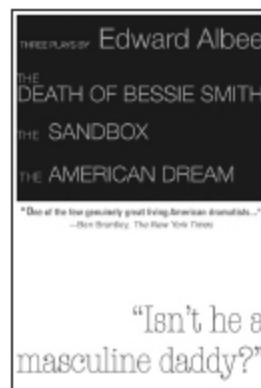 THREE PLAYS BY Edward Albee
THE
DEATH OF BESSIE SMITH
THE SANDBOX
THE AMERICAN DREAM
"One of the few genuinely great living American dramatists..."
—Ben Brantley, The New York Times
"Isn't he a
masculine daddy?"